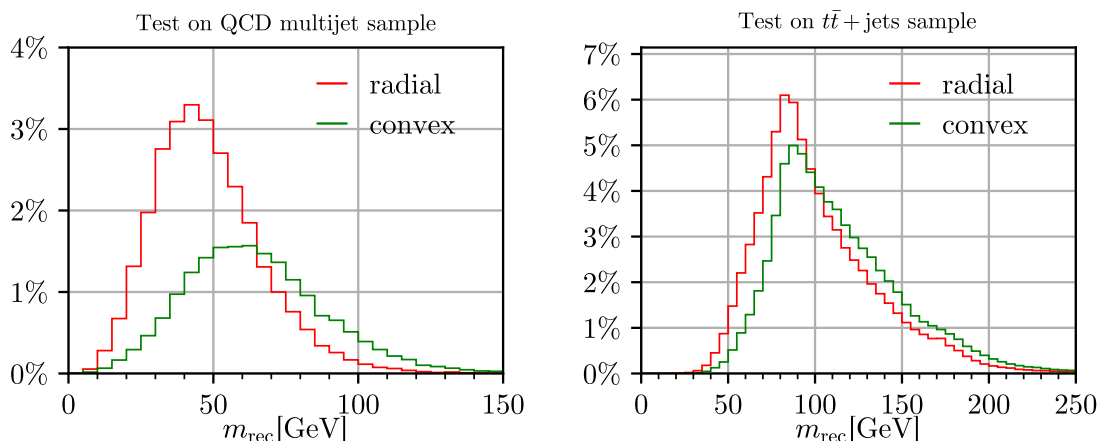 Test on QCD multijet sample
4%
3%
2%
1%
0%
radial
convex
0 50 100 150
m_rec[GeV]
Test on tt̄+jets sample
7%
6%
5%
4%
3%
2%
1%
0%
radial
convex
0 50 100 150 200 250
m_rec[GeV]